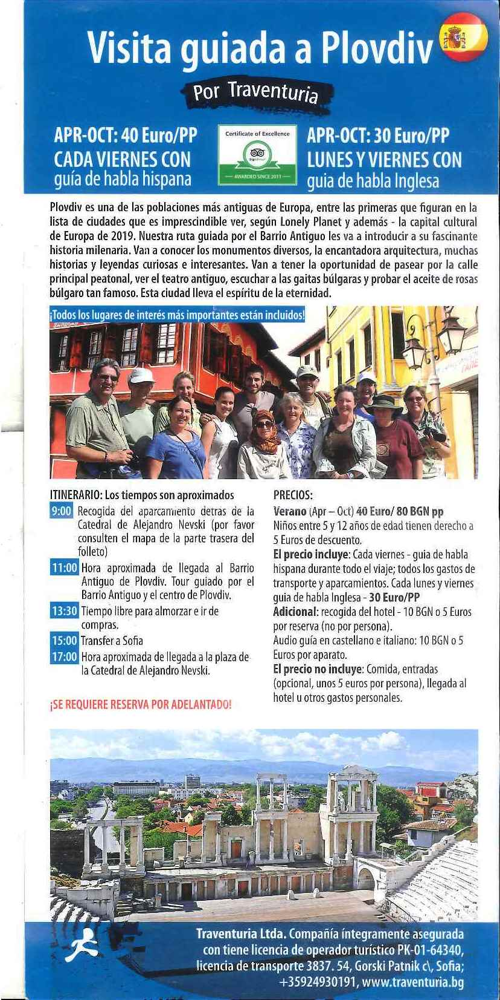 Visita guiada a Plovdiv
Por Traventuria
APR-OCT: 40 Euro/PP
CADA VIERNES CON
guía de habla hispana
Certificate of Excellence
AWARDED SINCE 2011
APR-OCT: 30 Euro/PP
LUNES Y VIERNES CON
guia de habla Inglesa
Plovdiv es una de las poblaciones más antiguas de Europa, entre las primeras que figuran en la
lista de ciudades que es imprescindible ver, según Lonely Planet y además - la capital cultural
de Europa de 2019. Nuestra ruta guiada por el Barrio Antiguo les va a introducir a su fascinante
historia milenaria. Van a conocer los monumentos diversos, la encantadora arquitectura, muchas
historias y leyendas curiosas e interesantes. Van a tener la oportunidad de pasear por la calle
principal peatonal, ver el teatro antiguo, escuchar a las gaitas búlgaras y probar el aceite de rosas
búlgaro tan famoso. Esta ciudad lleva el espíritu de la eternidad.
¡Todos los lugares de interés más importantes están incluidos!
ITINERARIO: Los tiempos son aproximados
9:00 Recogida del aparcamiento detras de la
Catedral de Alejandro Nevski (por favor
consulten el mapa de la parte trasera del
folleto)
11:00 Hora aproximada de llegada al Barrio
Antiguo de Plovdiv. Tour guiado por el
Barrio Antiguo y el centro de Plovdiv.
13:30 Tiempo libre para almorzar e ir de
compras.
15:00 Transfer a Sofia
17:00 Hora aproximada de llegada a la plaza de
la Catedral de Alejandro Nevski.
¡SE REQUIERE RESERVA POR ADELANTADO!
PRECIOS:
Verano (Apr – Oct) 40 Euro/ 80 BGN pp
Niños entre 5 y 12 años de edad tienen derecho a
5 Euros de descuento.
El precio incluye: Cada viernes - guia de habla
hispana durante todo el viaje; todos los gastos de
transporte y aparcamientos. Cada lunes y viernes
guia de habla Inglesa - 30 Euro/PP
Adicional: recogida del hotel - 10 BGN o 5 Euros
por reserva (no por persona).
Audio guía en castellano e italiano: 10 BGN o 5
Euros por aparato.
El precio no incluye: Comida, entradas
(opcional, unos 5 euros por persona), llegada al
hotel u otros gastos personales.
Traventuria Ltda. Compañía íntegramente asegurada
con tiene licencia de operador turístico PK-01-64340,
licencia de transporte 3837. 54, Gorski Patnik c\, Sofia;
+35924930191, www.traventuria.bg